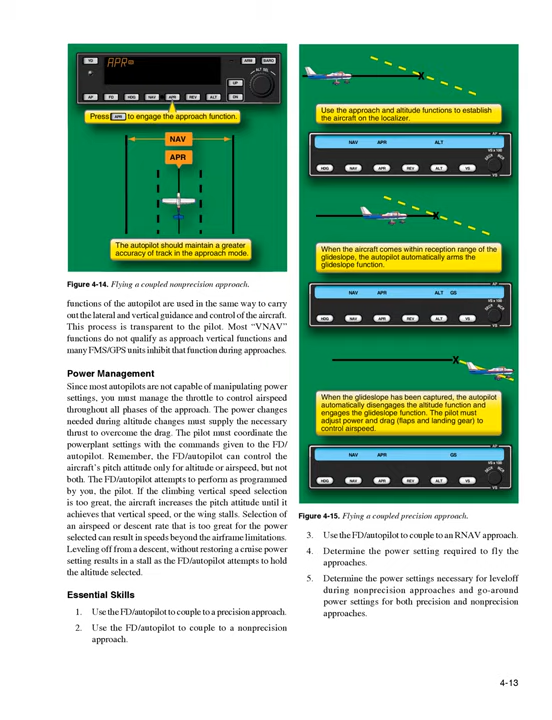 YD
APR
ARM
BARO
ALT SEL
UP
AP
FD
HDG
NAV
APR
REV
ALT
DN
Press APR to engage the approach function.
NAV
APR
The autopilot should maintain a greater
accuracy of track in the approach mode.
Figure 4-14. Flying a coupled nonprecision approach.
functions of the autopilot are used in the same way to carry
out the lateral and vertical guidance and control of the aircraft.
This process is transparent to the pilot. Most “VNAV”
functions do not qualify as approach vertical functions and
many FMS/GPS units inhibit that function during approaches.
Power Management
Since most autopilots are not capable of manipulating power
settings, you must manage the throttle to control airspeed
throughout all phases of the approach. The power changes
needed during altitude changes must supply the necessary
thrust to overcome the drag. The pilot must coordinate the
powerplant settings with the commands given to the FD/
autopilot. Remember, the FD/autopilot can control the
aircraft’s pitch attitude only for altitude or airspeed, but not
both. The FD/autopilot attempts to perform as programmed
by you, the pilot. If the climbing vertical speed selection
is too great, the aircraft increases the pitch attitude until it
achieves that vertical speed, or the wing stalls. Selection of
an airspeed or descent rate that is too great for the power
selected can result in speeds beyond the airframe limitations.
Leveling off from a descent, without restoring a cruise power
setting results in a stall as the FD/autopilot attempts to hold
the altitude selected.
Essential Skills
1. Use the FD/autopilot to couple to a precision approach.
2. Use the FD/autopilot to couple to a nonprecision
approach.
X
Use the approach and altitude functions to establish
the aircraft on the localizer.
AP
NAV APR ALT
VS x 100
HDG NAV APR REV ALT VS
VS
X
When the aircraft comes within reception range of the
glideslope, the autopilot automatically arms the
glideslope function.
AP
NAV APR ALT GS
VS x 100
HDG NAV APR REV ALT VS
VS
X
When the glideslope has been captured, the autopilot
automatically disengages the altitude function and
engages the glideslope function. The pilot must
adjust power and drag (flaps and landing gear) to
control airspeed.
AP
NAV APR GS
VS x 100
HDG NAV APR REV ALT VS
VS
Figure 4-15. Flying a coupled precision approach.
3. Use the FD/autopilot to couple to an RNAV approach.
4. Determine the power setting required to fly the
approaches.
5. Determine the power settings necessary for leveloff
during nonprecision approaches and go-around
power settings for both precision and nonprecision
approaches.
4-13